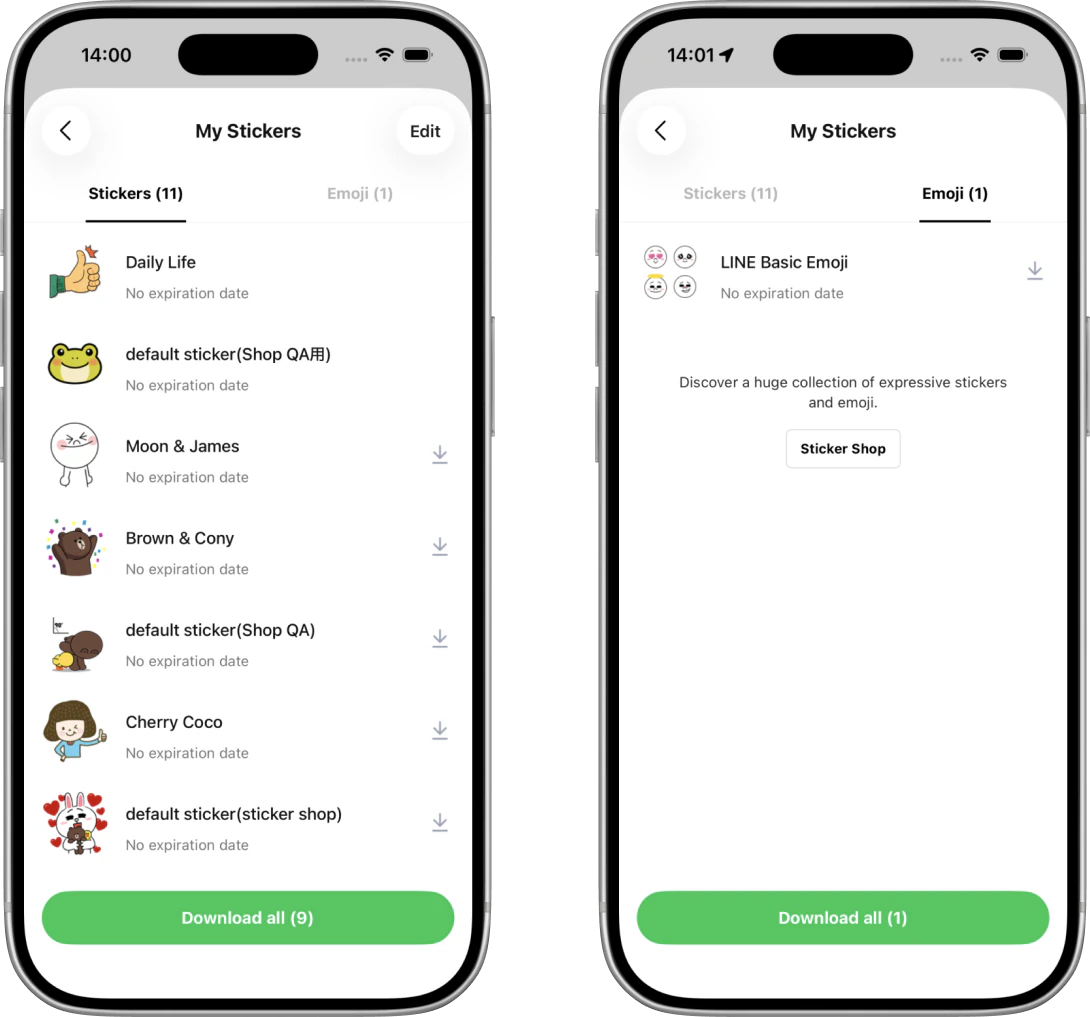 14:00
My Stickers
Edit
Stickers (11)
Emoji (1)
Daily Life
No expiration date
default sticker(Shop QA用)
No expiration date
Moon & James
No expiration date
Brown & Cony
No expiration date
90°
default sticker(Shop QA)
No expiration date
Cherry Coco
No expiration date
default sticker(sticker shop)
No expiration date
Download all (9)
14:01
My Stickers
Stickers (11)
Emoji (1)
LINE Basic Emoji
No expiration date
Discover a huge collection of expressive stickers
and emoji.
Sticker Shop
Download all (1)